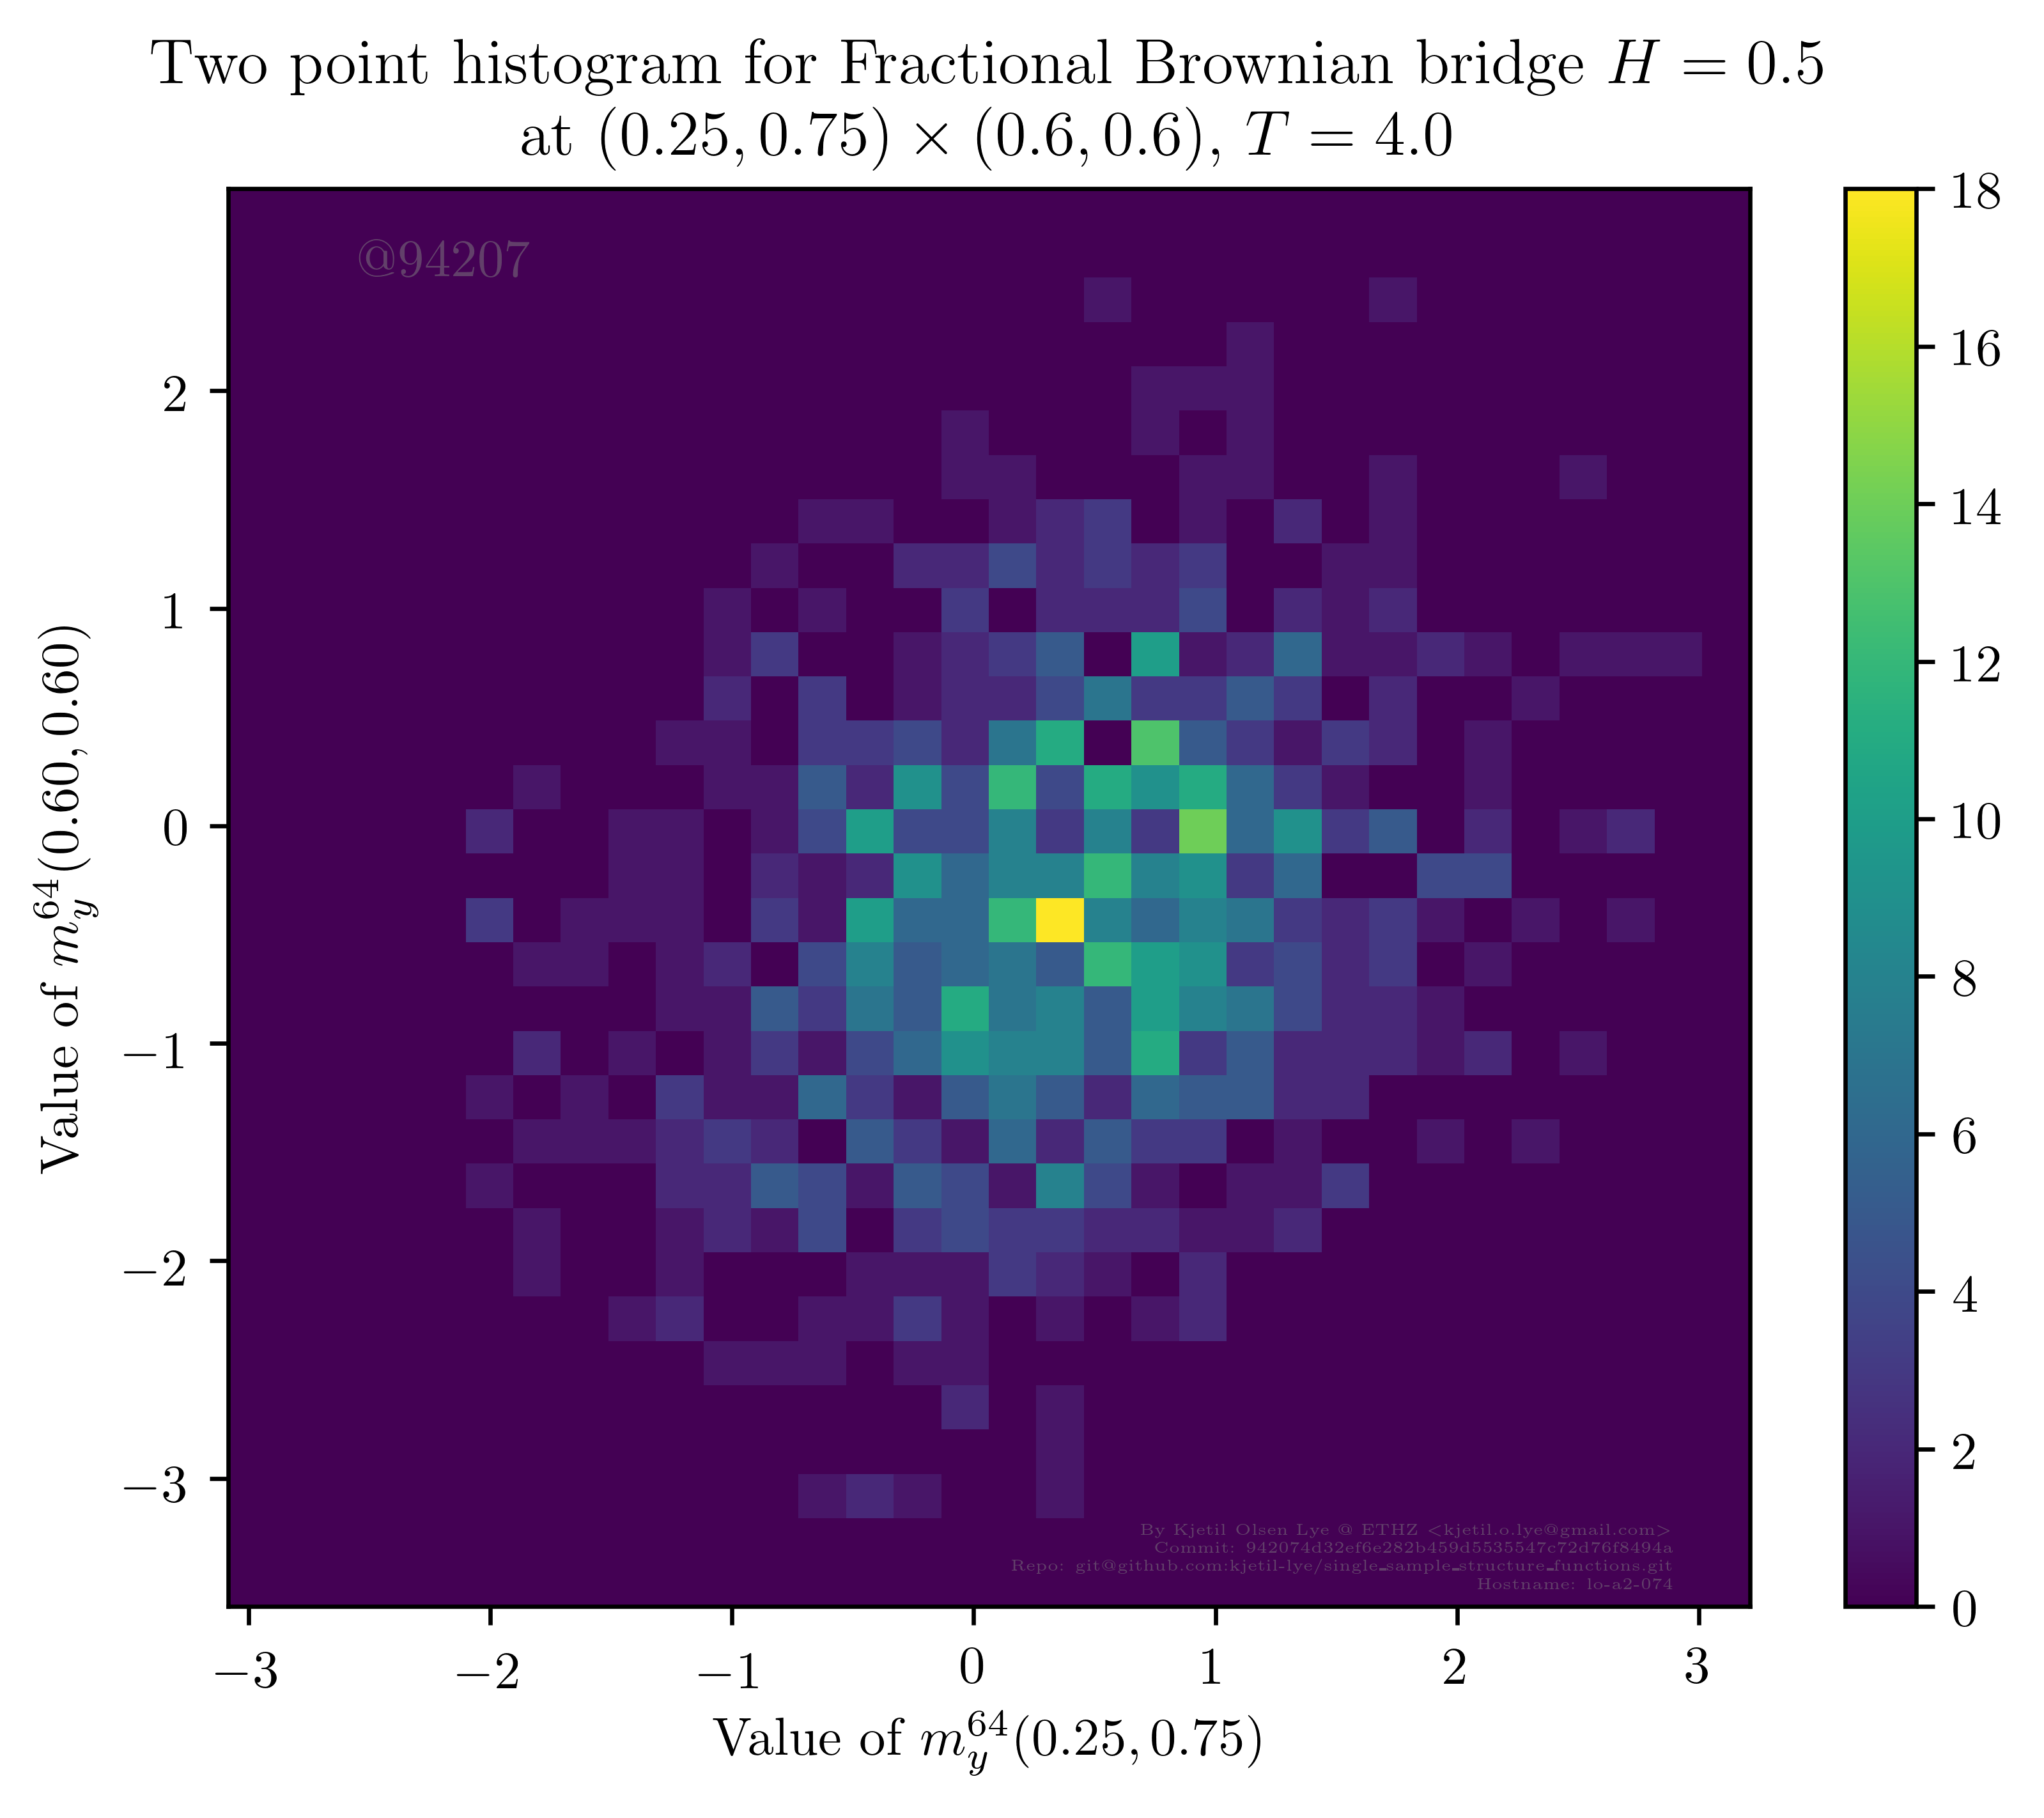 Two point histogram for Fractional Brownian bridge H = 0.5
at (0.25, 0.75) × (0.6, 0.6), T = 4.0
@94207
18
16
14
12
10
8
6
4
2
0
2
1
0
−1
−2
−3
Value of m_y^64(0.60, 0.60)
By Kjetil Olsen Lye @ ETHZ <kjetil.o.lye@gmail.com>
Commit: 942074d32ef6e282b459d5535547c72d76f8494a
Repo: git@github.com:kjetil-lye/single_sample_structure_functions.git
Hostname: lo-a2-074
−3 −2 −1 0 1 2 3
Value of m_y^64(0.25, 0.75)